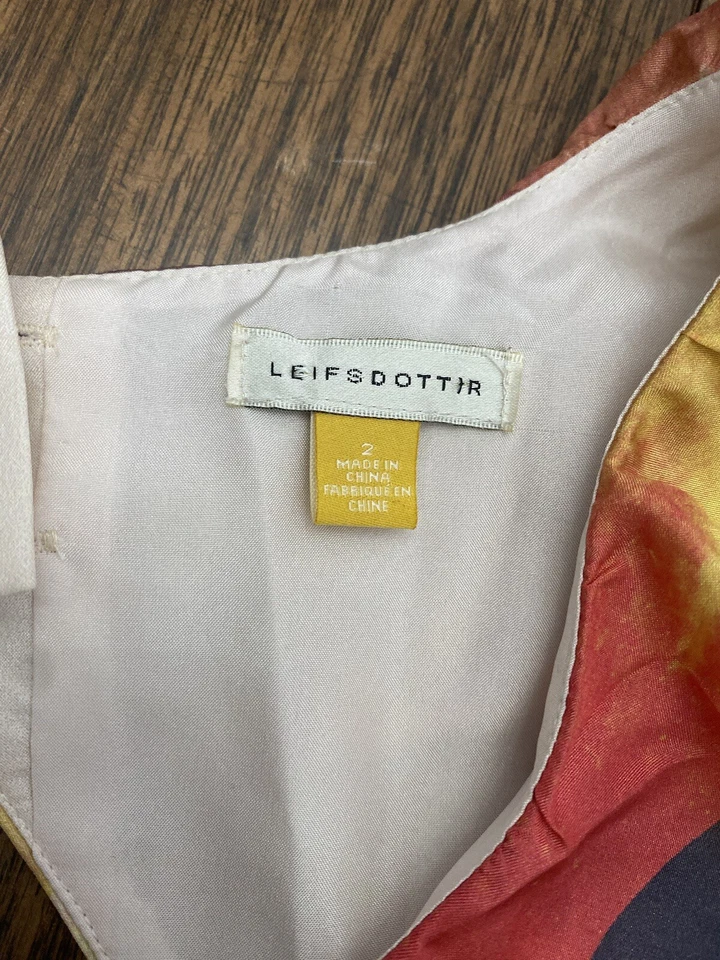 LEIFSDOTTIR
2
MADE IN
CHINA
FABRIQUE EN
CHINE